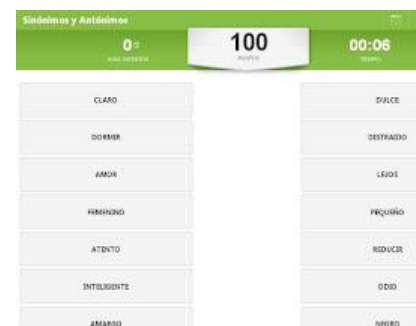 Sinónimos y Antónimos
0
100
00:06
CLARO
DULCE
DORMIR
DISTRAIDO
AMOR
LEJOS
FEMENINO
PEQUEÑO
ATENTO
REDUCIR
INTELIGENTE
ODIO
AMARGO
NEGRO